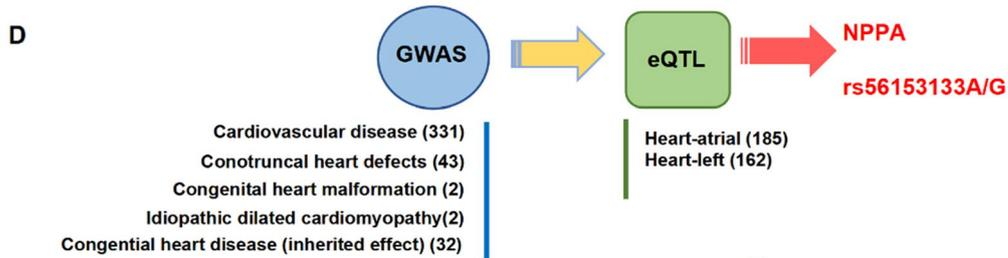 D
GWAS
eQTL
NPPA
rs56153133A/G
Cardiovascular disease (331)
Conotruncal heart defects (43)
Congenital heart malformation (2)
Idiopathic dilated cardiomyopathy(2)
Congential heart disease (inherited effect) (32)
Heart-atrial (185)
Heart-left (162)